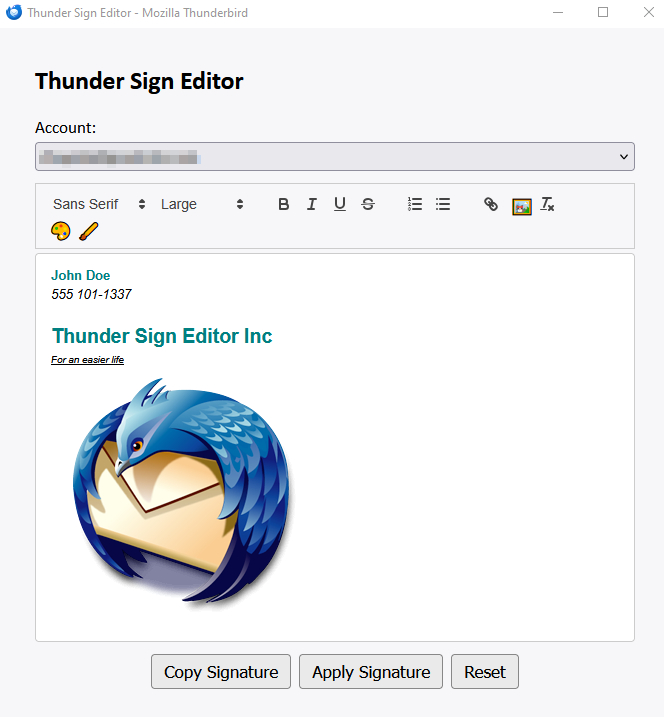 Thunder Sign Editor - Mozilla Thunderbird
Thunder Sign Editor
Account:
Sans Serif Large B I U S
John Doe
555 101-1337
Thunder Sign Editor Inc
For an easier life
Copy Signature Apply Signature Reset